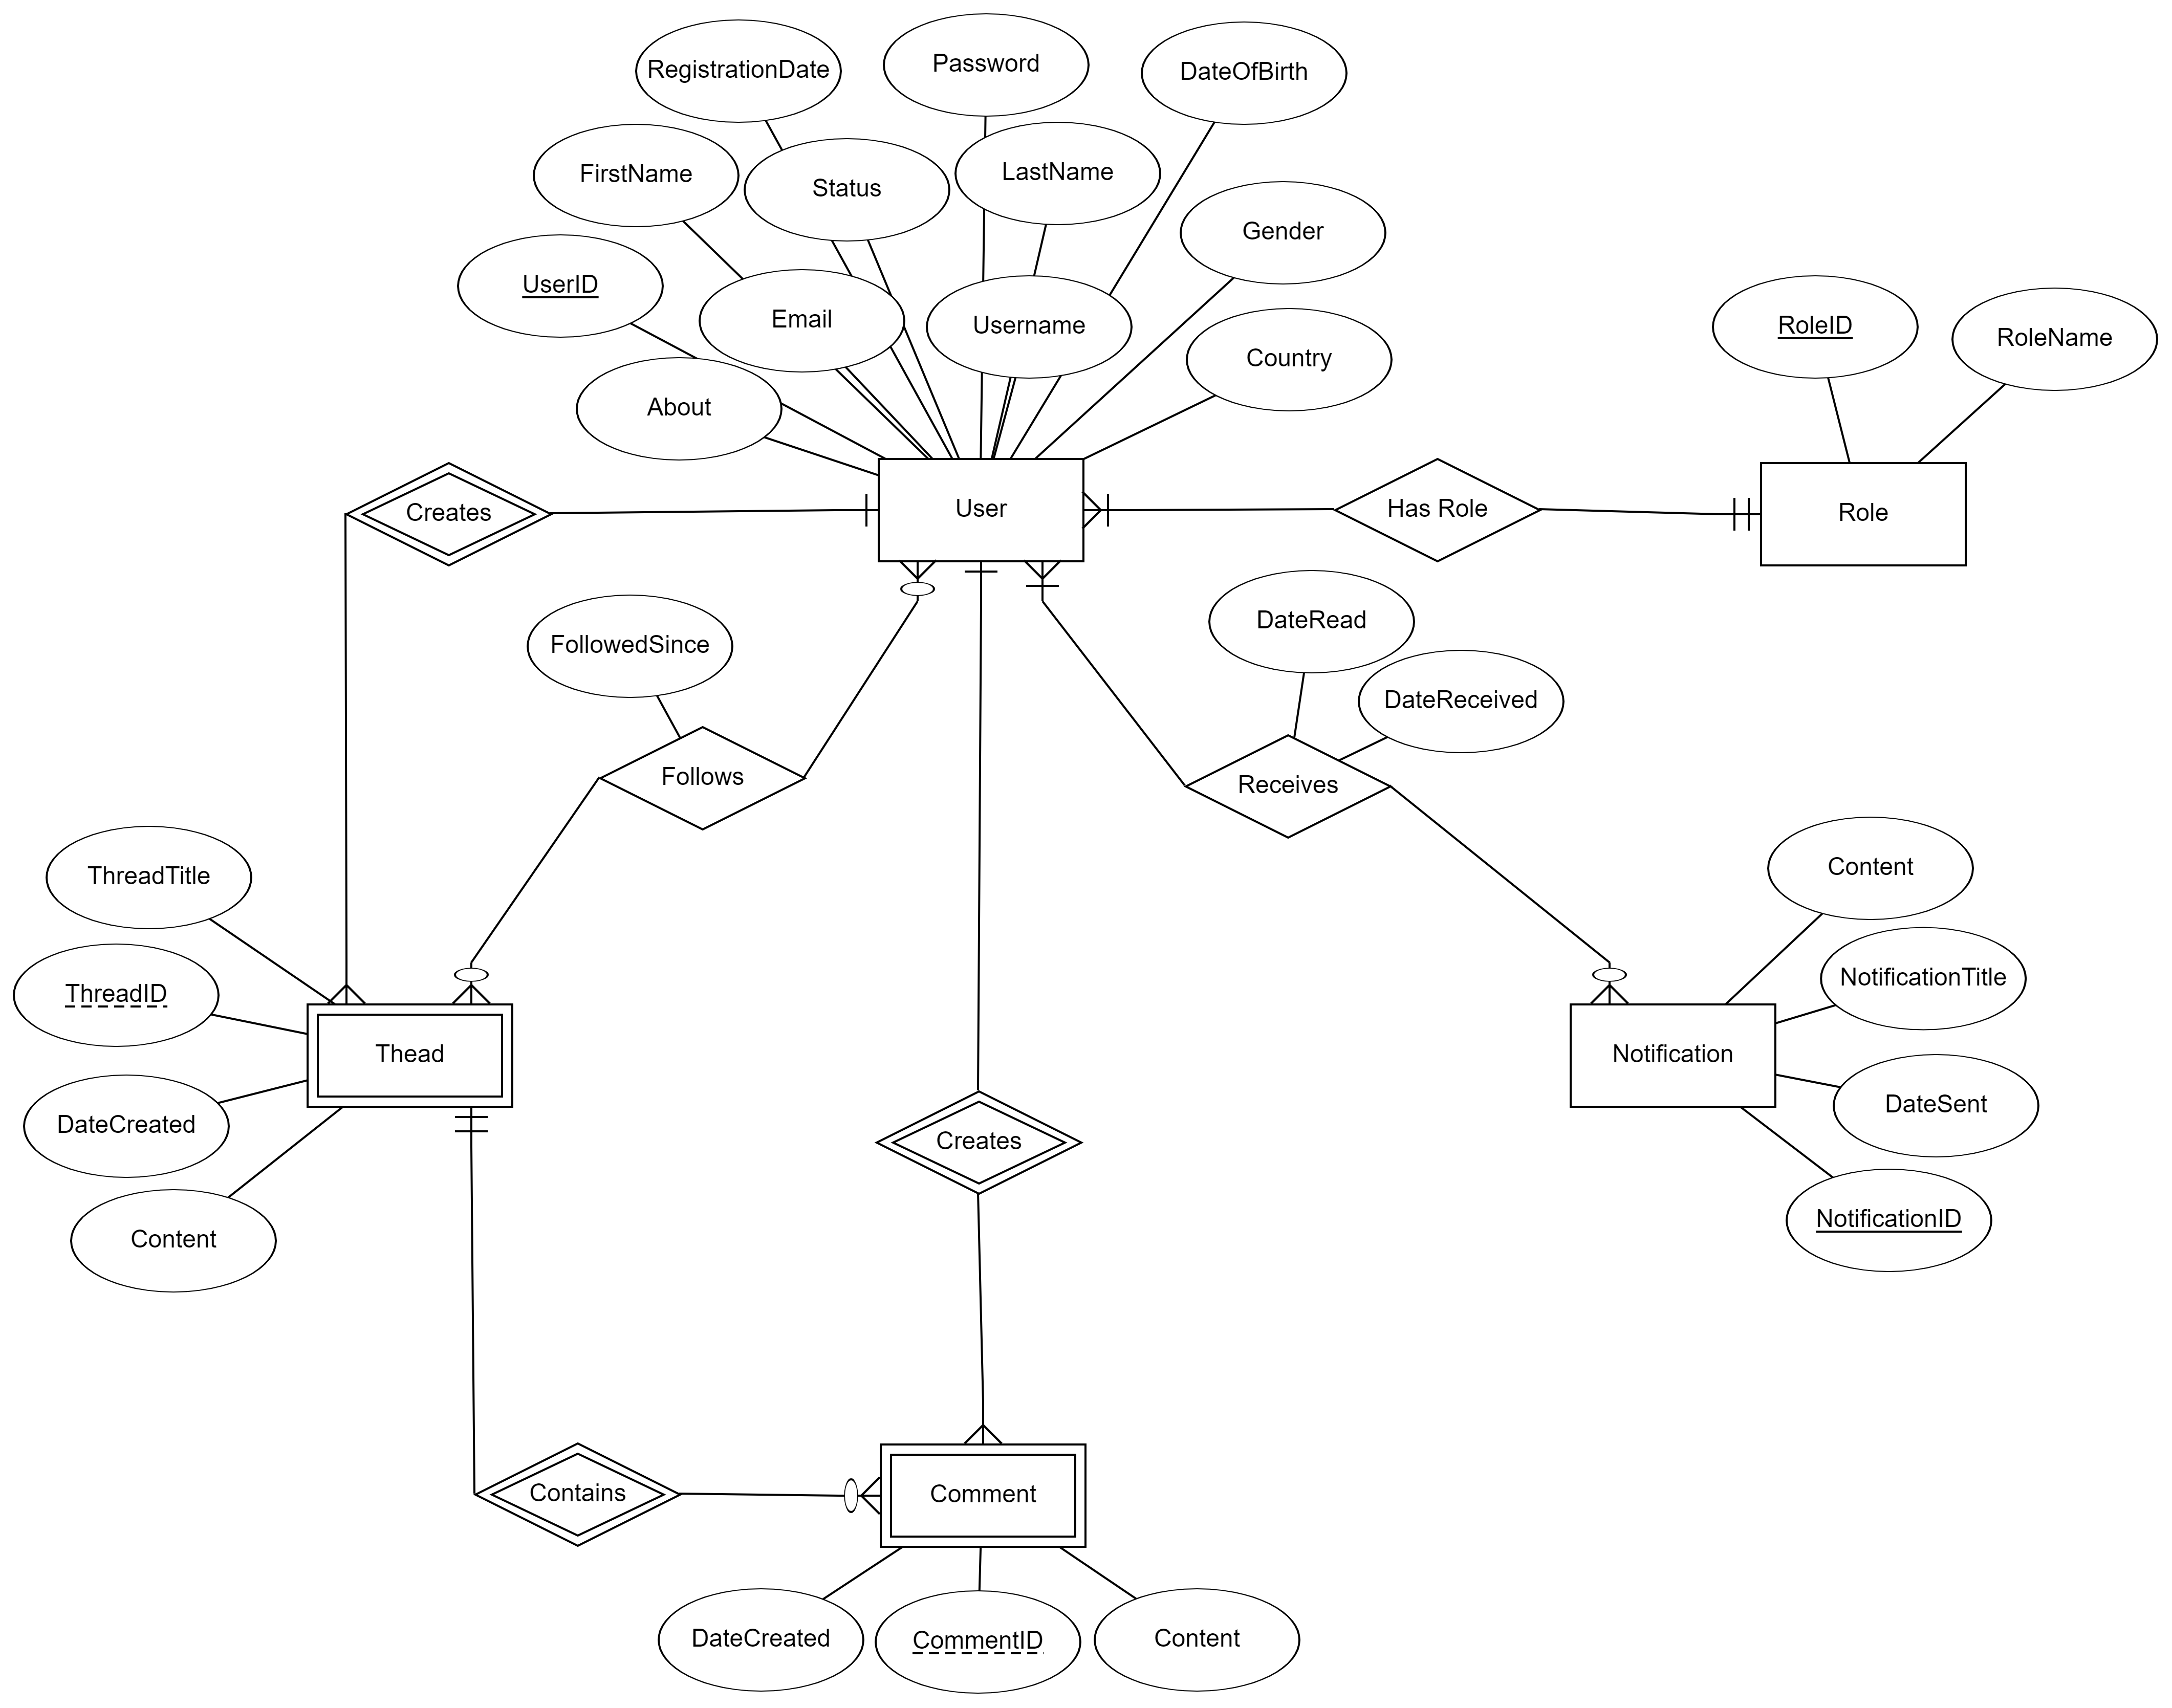 RegistrationDate
Password
DateOfBirth
FirstName
Status
LastName
Gender
UserID
Email
Username
Country
About
RoleID
RoleName
Creates
User
Has Role
Role
FollowedSince
DateRead
DateReceived
Follows
Receives
ThreadTitle
Content
ThreadID
NotificationTitle
Thead
Notification
DateCreated
DateSent
Creates
Content
NotificationID
Contains
Comment
DateCreated
CommentID
Content